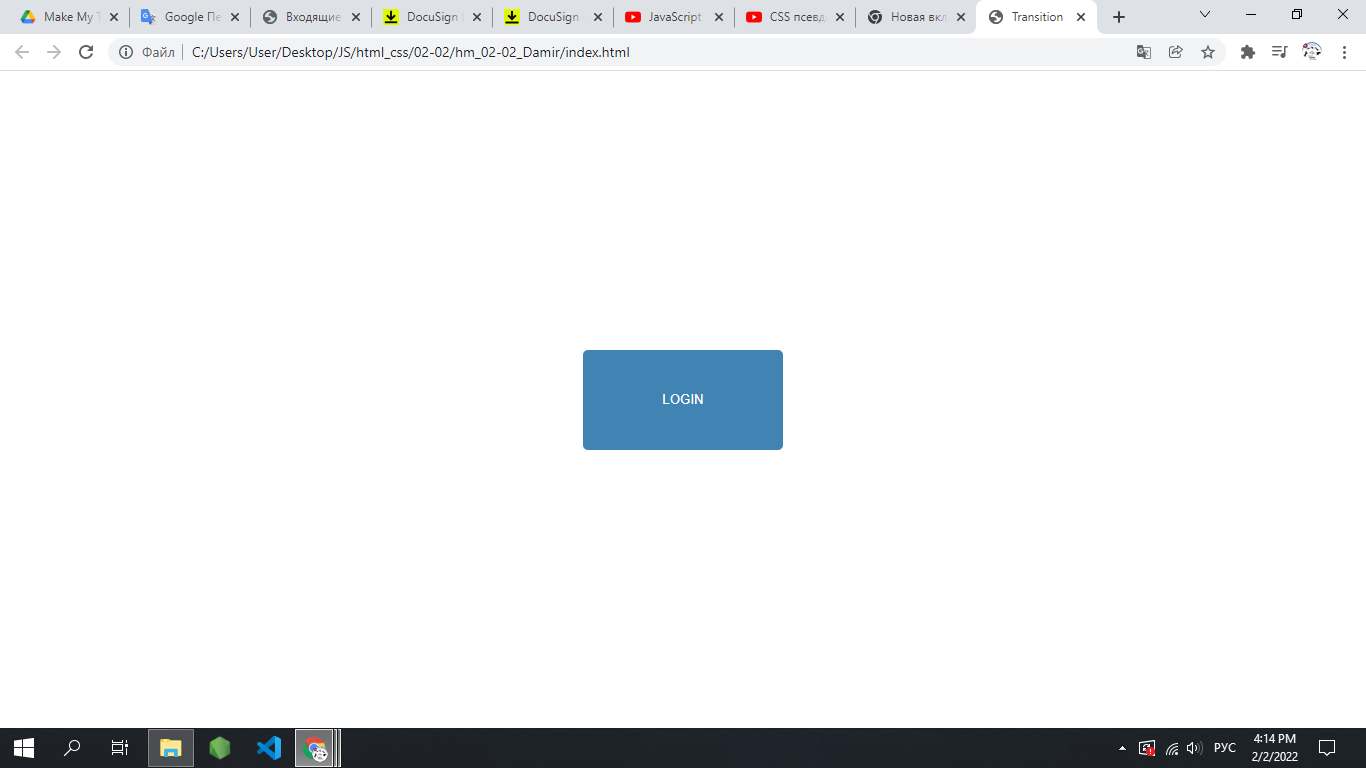 Make My T
Google Пе
Входящие
DocuSign
DocuSign
JavaScript
CSS псевд
Новая вкл
Transition
Файл
C:/Users/User/Desktop/JS/html_css/02-02/hm_02-02_Damir/index.html
LOGIN
РУС
4:14 PM
2/2/2022